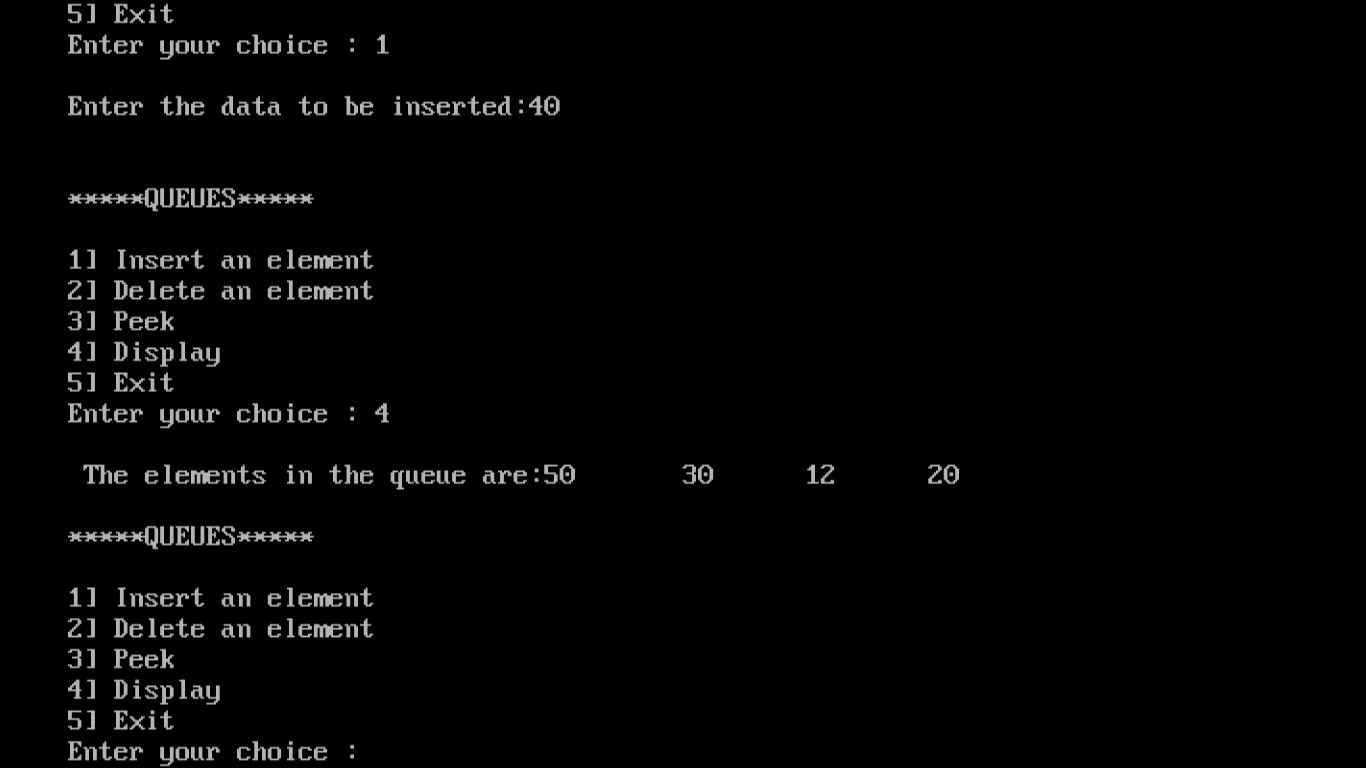 5] Exit
Enter your choice : 1
Enter the data to be inserted:40
*****QUEUES*****
1] Insert an element
2] Delete an element
3] Peek
4] Display
5] Exit
Enter your choice : 4
The elements in the queue are:50 30 12 20
*****QUEUES*****
1] Insert an element
2] Delete an element
3] Peek
4] Display
5] Exit
Enter your choice :